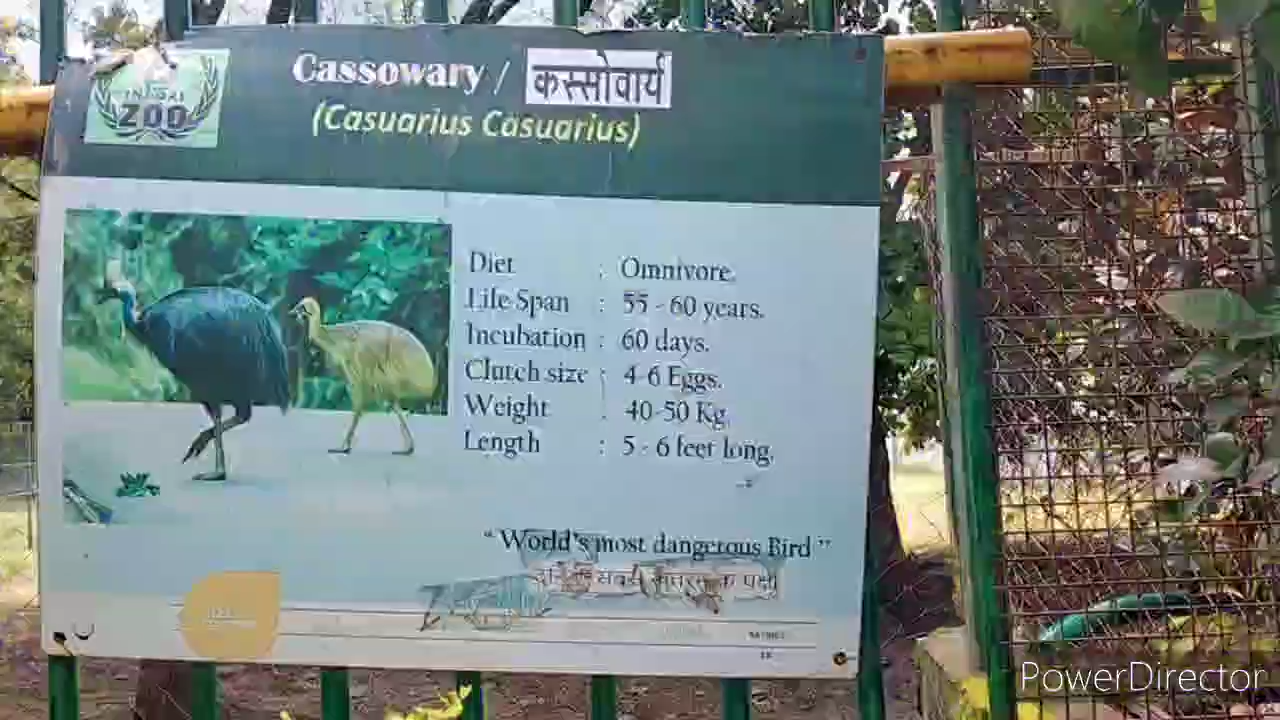 ZOO
Cassowary / कस्सोवार्य
(Casuarius Casuarius)
Diet : Omnivore.
Life Span : 55 - 60 years.
Incubation : 60 days.
Clutch size : 4-6 Eggs.
Weight : 40-50 Kg.
Length : 5 - 6 feet long.
"World's most dangerous Bird"
PowerDirector